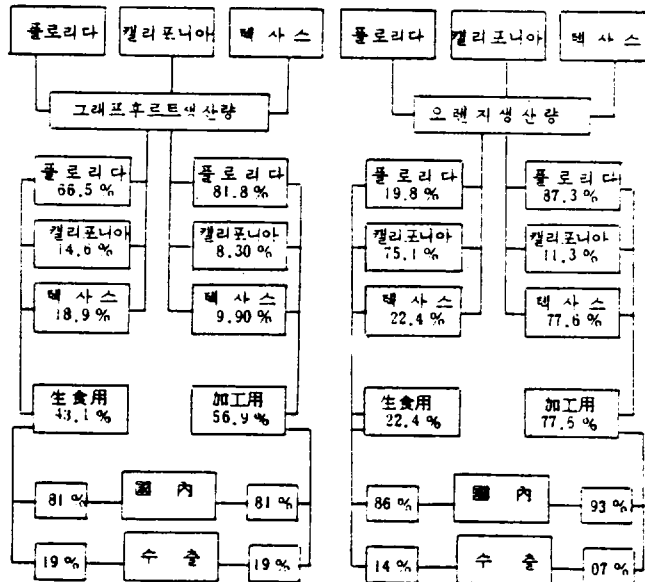 플로리다 캘리포니아 텍사스
그래프후르트생산량
플로리다
66.5 %
캘리포니아
14.6 %
텍사스
18.9 %
플로리다
81.8 %
캘리포니아
8.30 %
텍사스
9.90 %
生食用
43.1 %
加工用
56.9 %
81 % 國內 81 %
19 % 수출 19 %
플로리다 캘리포니아 텍사스
오렌지생산량
플로리다
19.8 %
캘리포니아
75.1 %
텍사스
22.4 %
플로리다
87.3 %
캘리포니아
11.3 %
텍사스
77.6 %
生食用
22.4 %
加工用
77.5 %
86 % 國內 93 %
14 % 수출 07 %